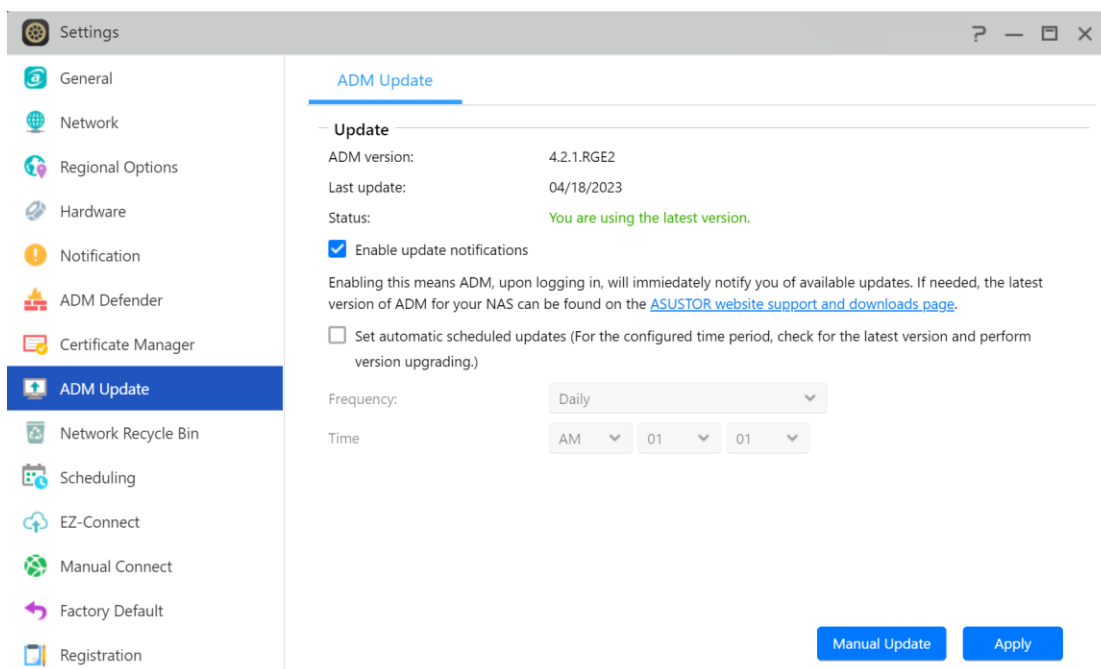 Settings
General
Network
Regional Options
Hardware
Notification
ADM Defender
Certificate Manager
ADM Update
Network Recycle Bin
Scheduling
EZ-Connect
Manual Connect
Factory Default
Registration
ADM Update
Update
ADM version: 4.2.1.RGE2
Last update: 04/18/2023
Status: You are using the latest version.
Enable update notifications
Enabling this means ADM, upon logging in, will immiedately notify you of available updates. If needed, the latest
version of ADM for your NAS can be found on the ASUSTOR website support and downloads page.
Set automatic scheduled updates (For the configured time period, check for the latest version and perform
version upgrading.)
Frequency: Daily
Time AM 01 01
Manual Update Apply